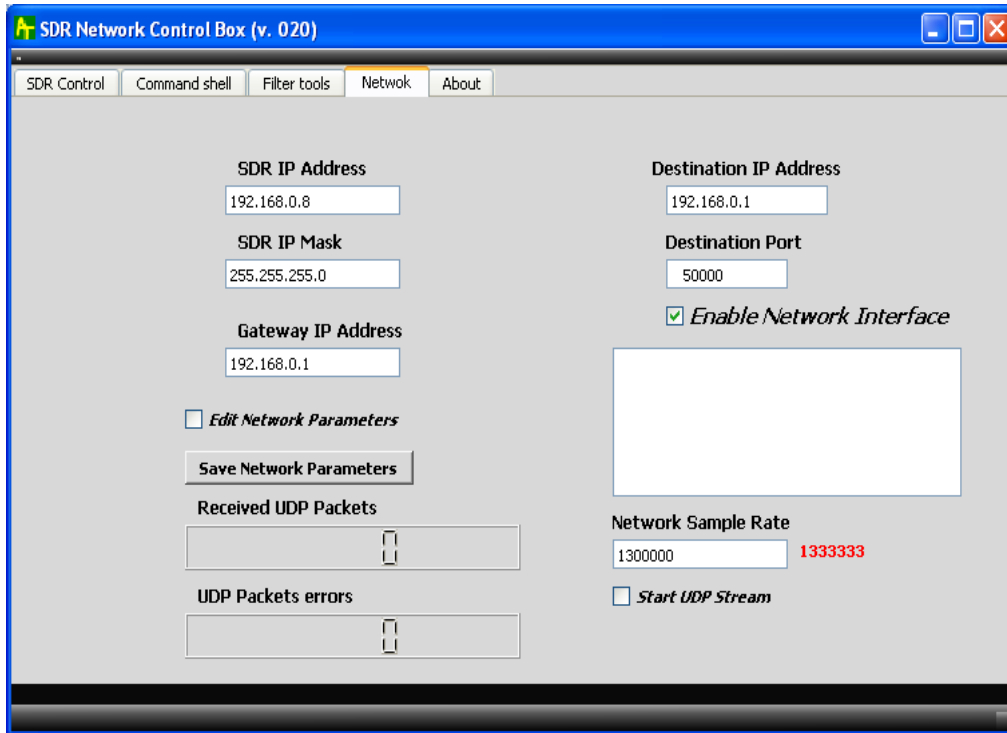 SDR Network Control Box (v. 020)
SDR Control
Command shell
Filter tools
Netwok
About
SDR IP Address
192.168.0.8
SDR IP Mask
255.255.255.0
Gateway IP Address
192.168.0.1
Edit Network Parameters
Save Network Parameters
Received UDP Packets
0
UDP Packets errors
0
Destination IP Address
192.168.0.1
Destination Port
50000
Enable Network Interface
Network Sample Rate
1300000
1333333
Start UDP Stream